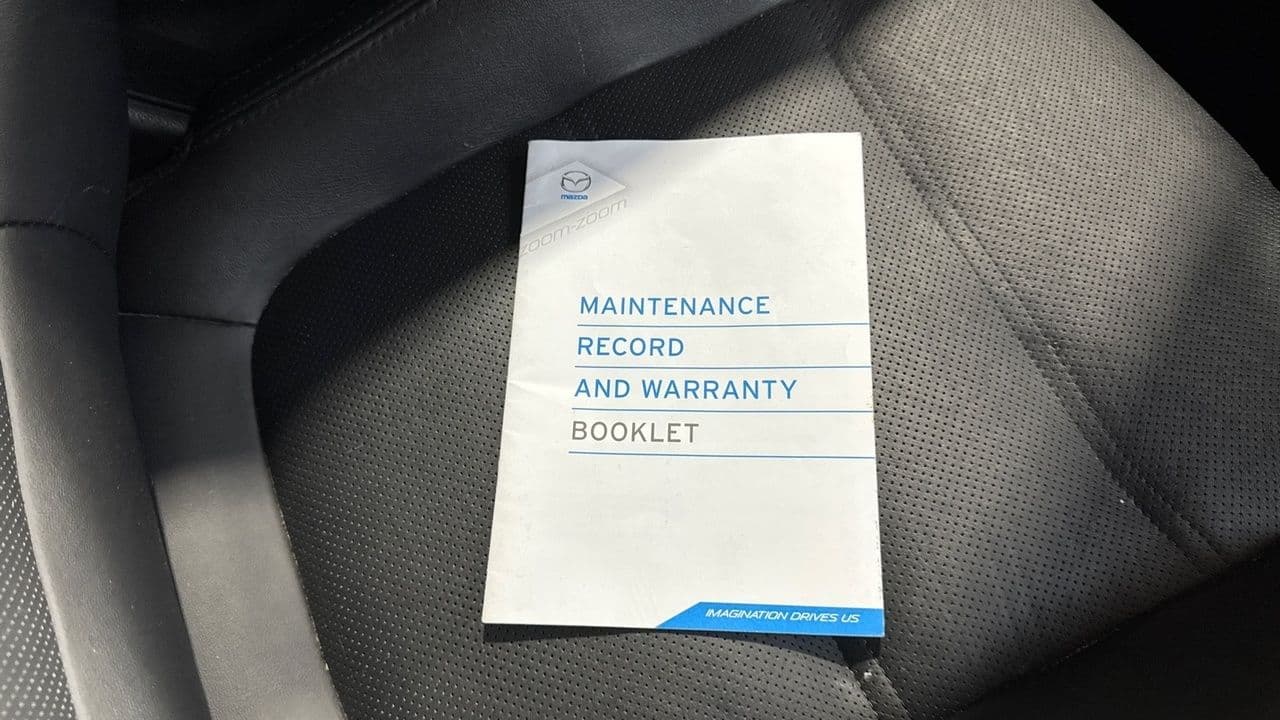 mazda
zoom-zoom
MAINTENANCE
RECORD
AND WARRANTY
BOOKLET
IMAGINATION DRIVES US